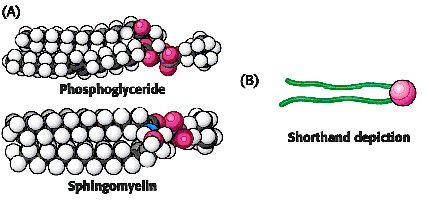 (A)
Phosphoglyceride
Sphingomyelin
(B)
Shorthand depiction